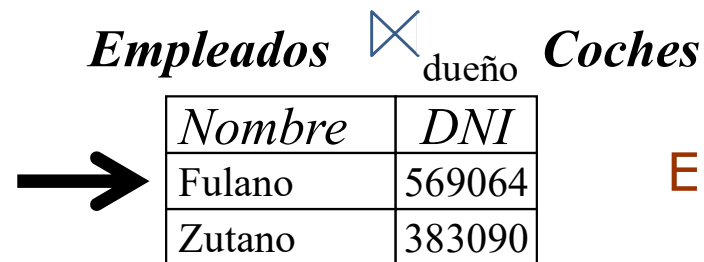 Empleados ⋈ dueño Coches
Nombre DNI
Fulano 569064 E
Zutano 383090